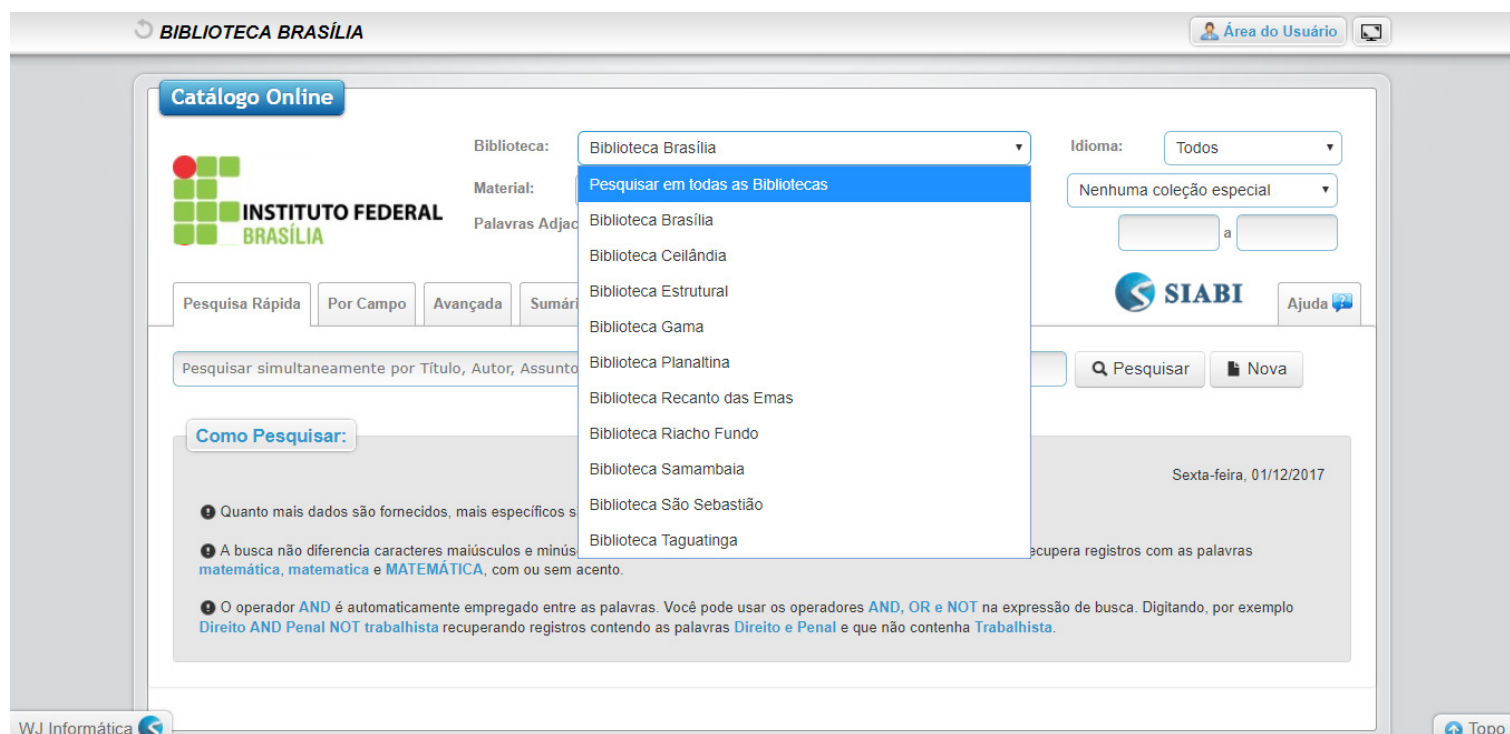 BIBLIOTECA BRASÍLIA
Área do Usuário
Catálogo Online
Biblioteca:
Biblioteca Brasília
Idioma:
Todos
INSTITUTO FEDERAL
BRASÍLIA
Material:
Palavras
Nenhuma coleção especial
a
Pesquisar em todas as Bibliotecas
Biblioteca Brasília
Biblioteca Ceilândia
Biblioteca Estrutural
Biblioteca Gama
Biblioteca Planaltina
Biblioteca Recanto das Emas
Biblioteca Riacho Fundo
Biblioteca Samambaia
Biblioteca São Sebastião
Biblioteca Taguatinga
Pesquisa Rápida
Por Campo
Avançada
SIABI
Ajuda
Pesquisar simultaneamente por Título, Autor, Assunto
Pesquisar
Nova
Como Pesquisar:
Sexta-feira, 01/12/2017
Quanto mais dados são fornecidos, mais específicos
A busca não diferencia caracteres maiúsculos e registros com as palavras
matemática, matematica e MATEMÁTICA, com ou sem acento.
O operador AND é automaticamente empregado entre as palavras. Você pode usar os operadores AND, OR e NOT na expressão de busca. Digitando, por exemplo
Direito AND Penal NOT trabalhista recuperando registros contendo as palavras Direito e Penal e que não contenha Trabalhista.
WJ Informática
Topo